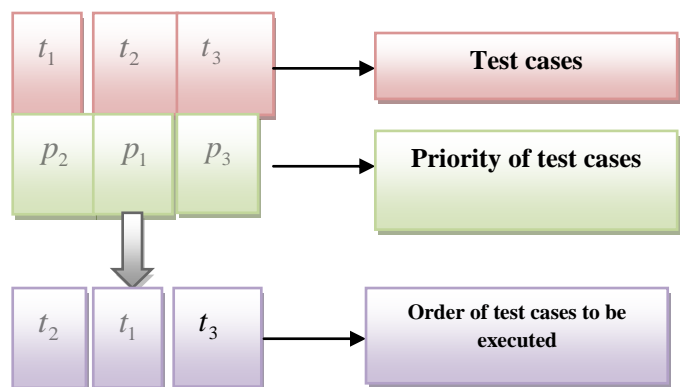 t₁ t₂ t₃ Test cases
p₂ p₁ p₃ Priority of test cases
t₂ t₁ t₃ Order of test cases to be
executed